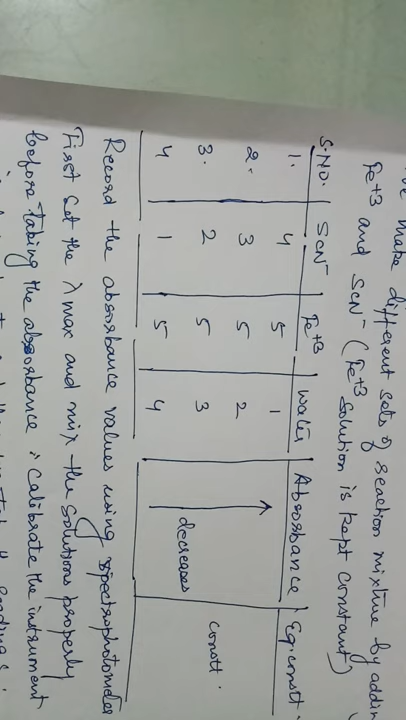 make different sets of reaction mixture by addin
Fe+3 and SCN- (Fe+3 solution is kept constant)
S.No. SCN- Fe+3 Water Absorbance Eq. constt.
1. 4 5 1
2. 3 5 2
3. 2 5 3
4 1 5 4
decreases
constt.
Record the absorbance values using spectrophotometer
First set the λ max and mix the solutions properly
before taking the absorbance. Calibrate the instrument